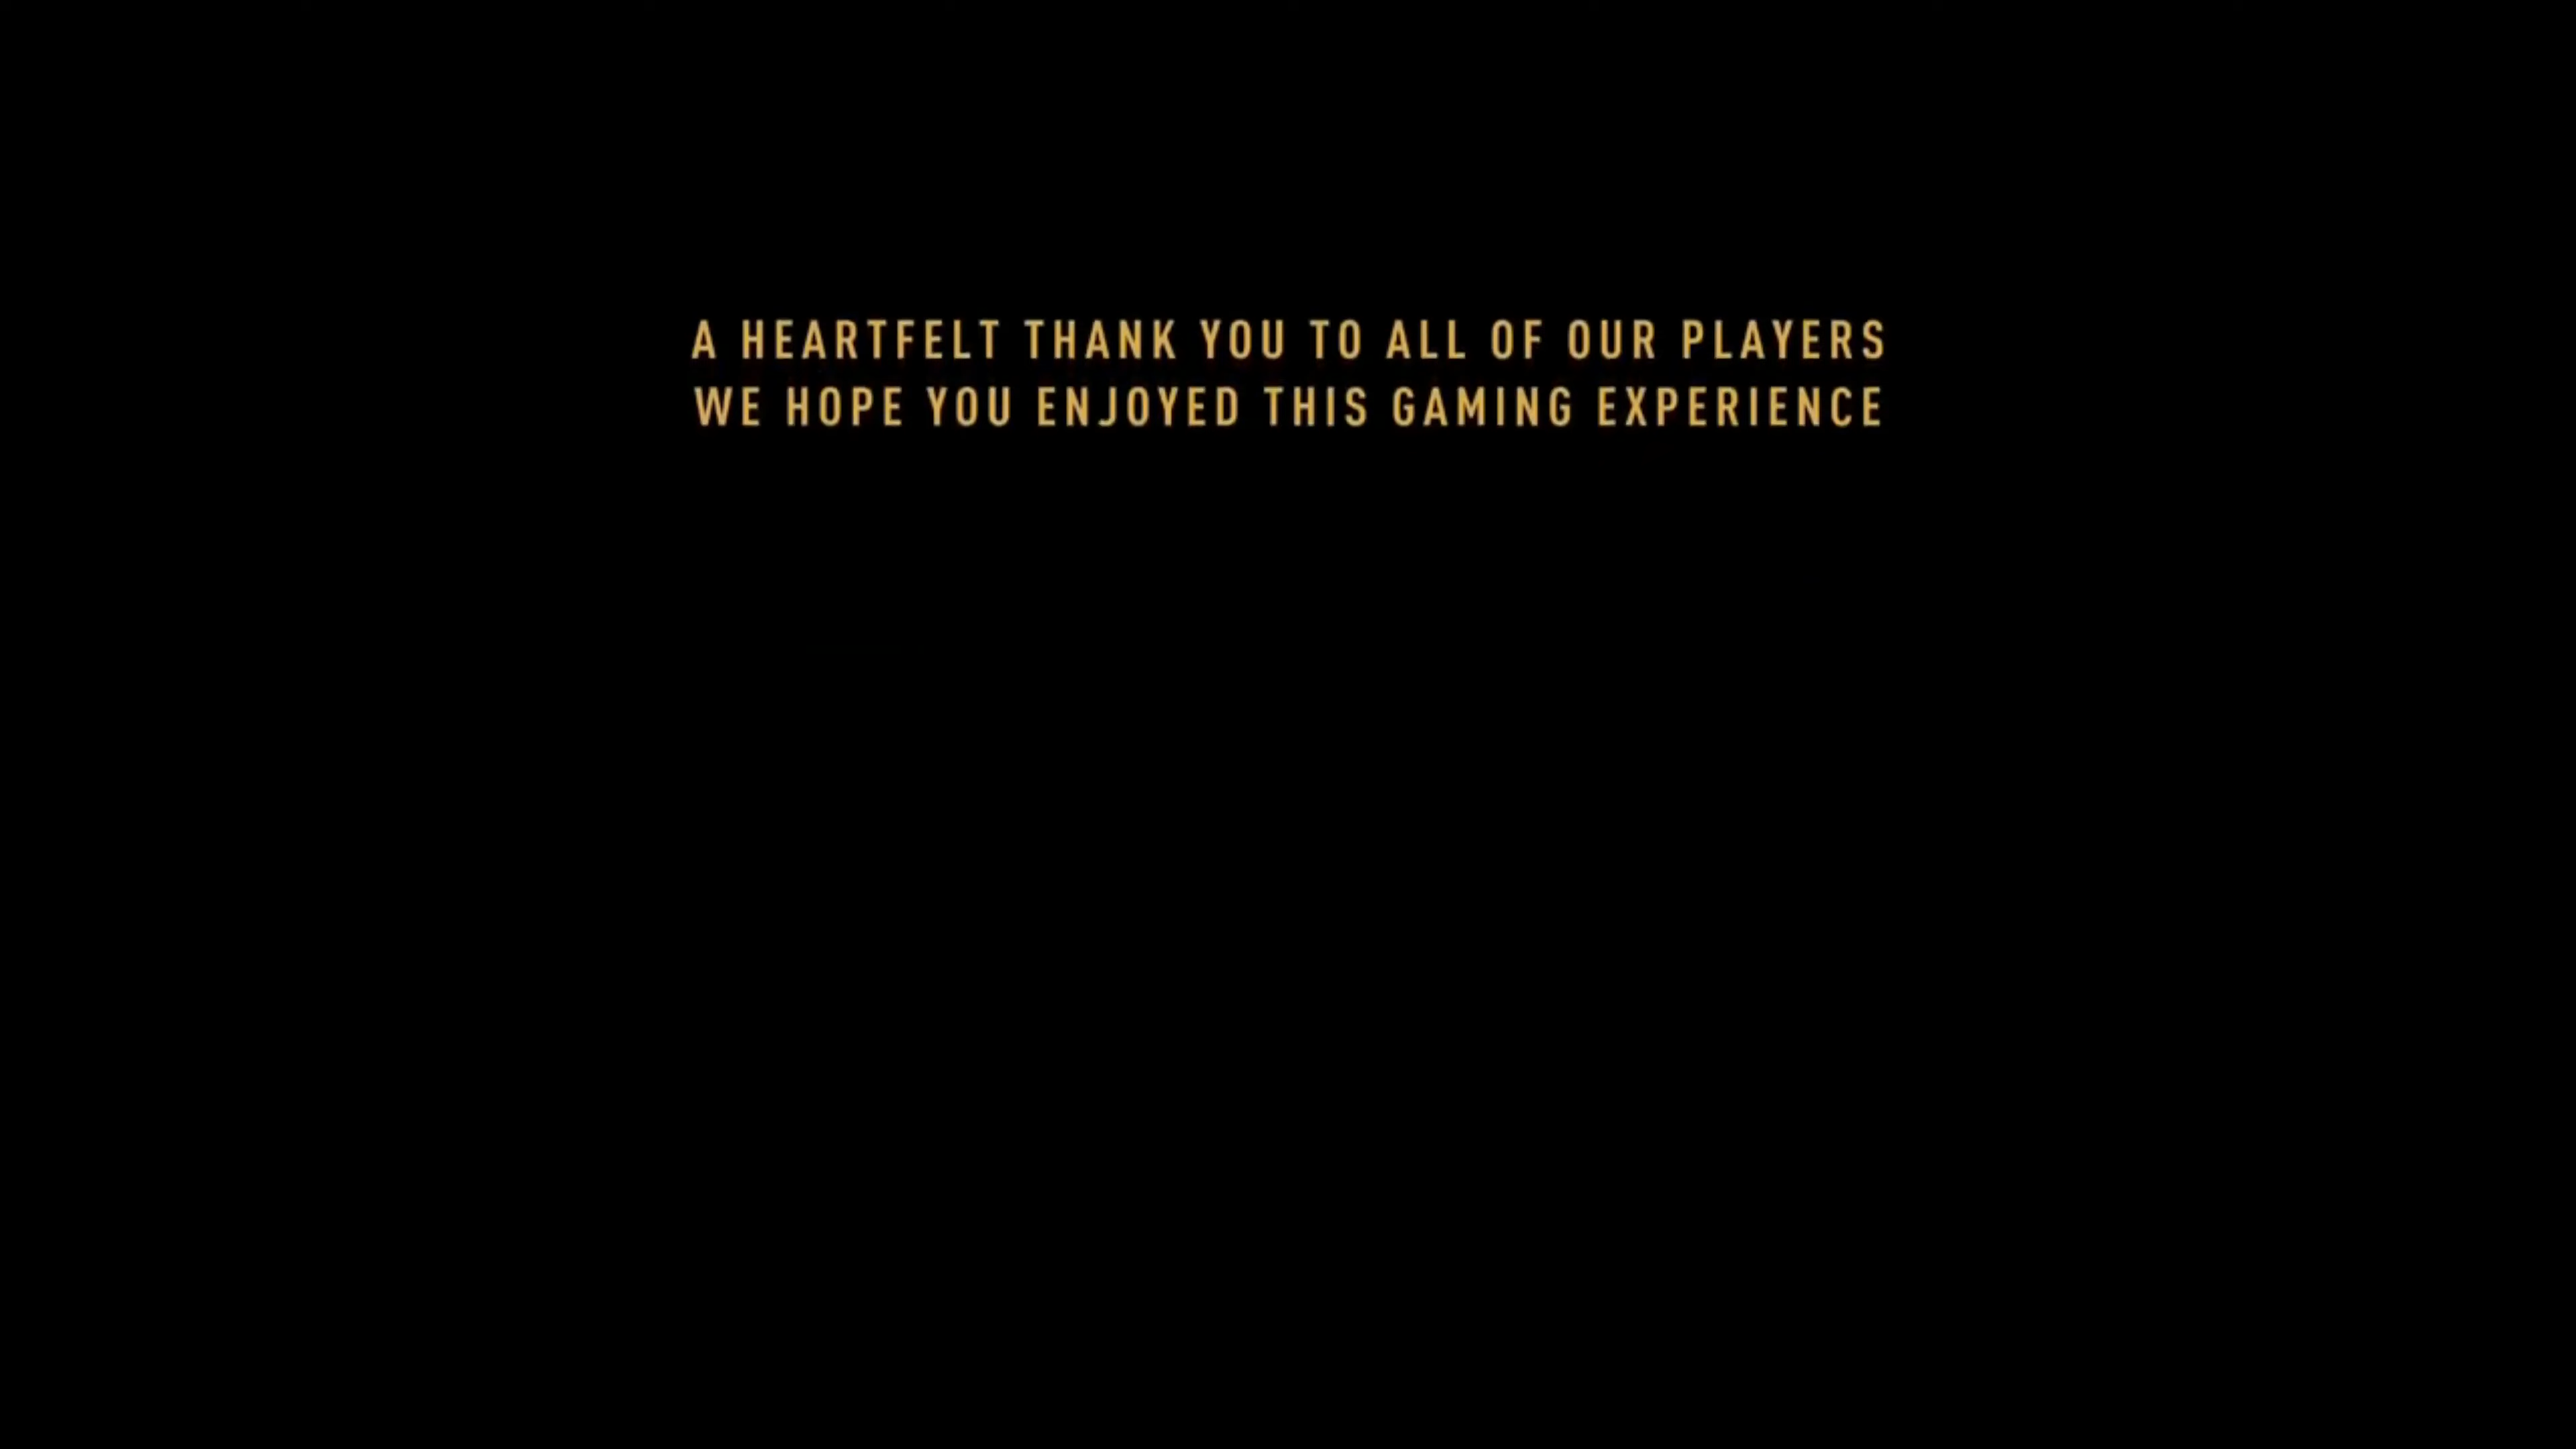 A HEARTFELT THANK YOU TO ALL OF OUR PLAYERS
WE HOPE YOU ENJOYED THIS GAMING EXPERIENCE